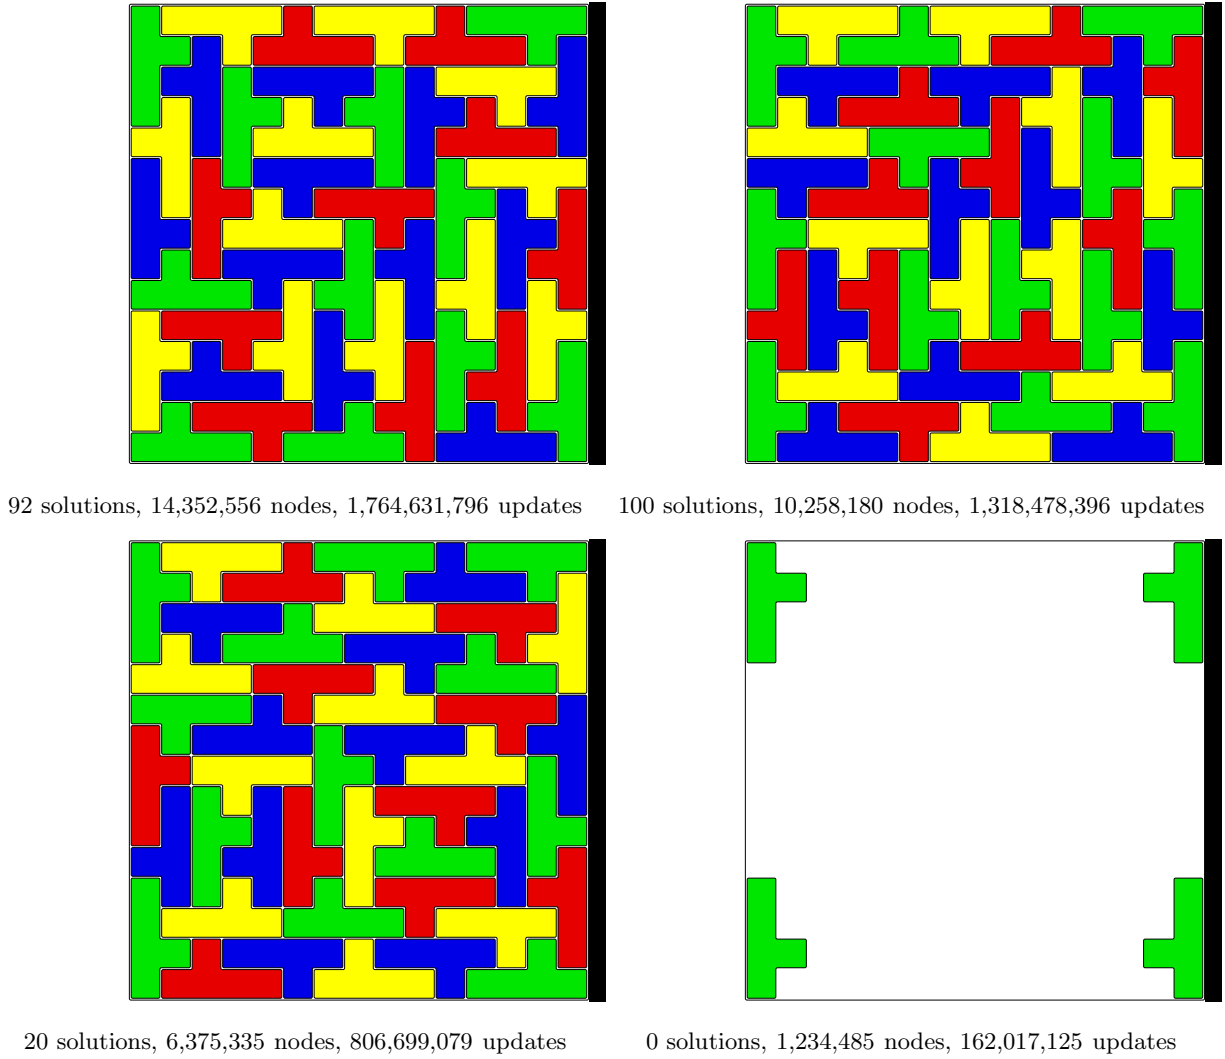 92 solutions, 14,352,556 nodes, 1,764,631,796 updates
100 solutions, 10,258,180 nodes, 1,318,478,396 updates
20 solutions, 6,375,335 nodes, 806,699,079 updates
0 solutions, 1,234,485 nodes, 162,017,125 updates